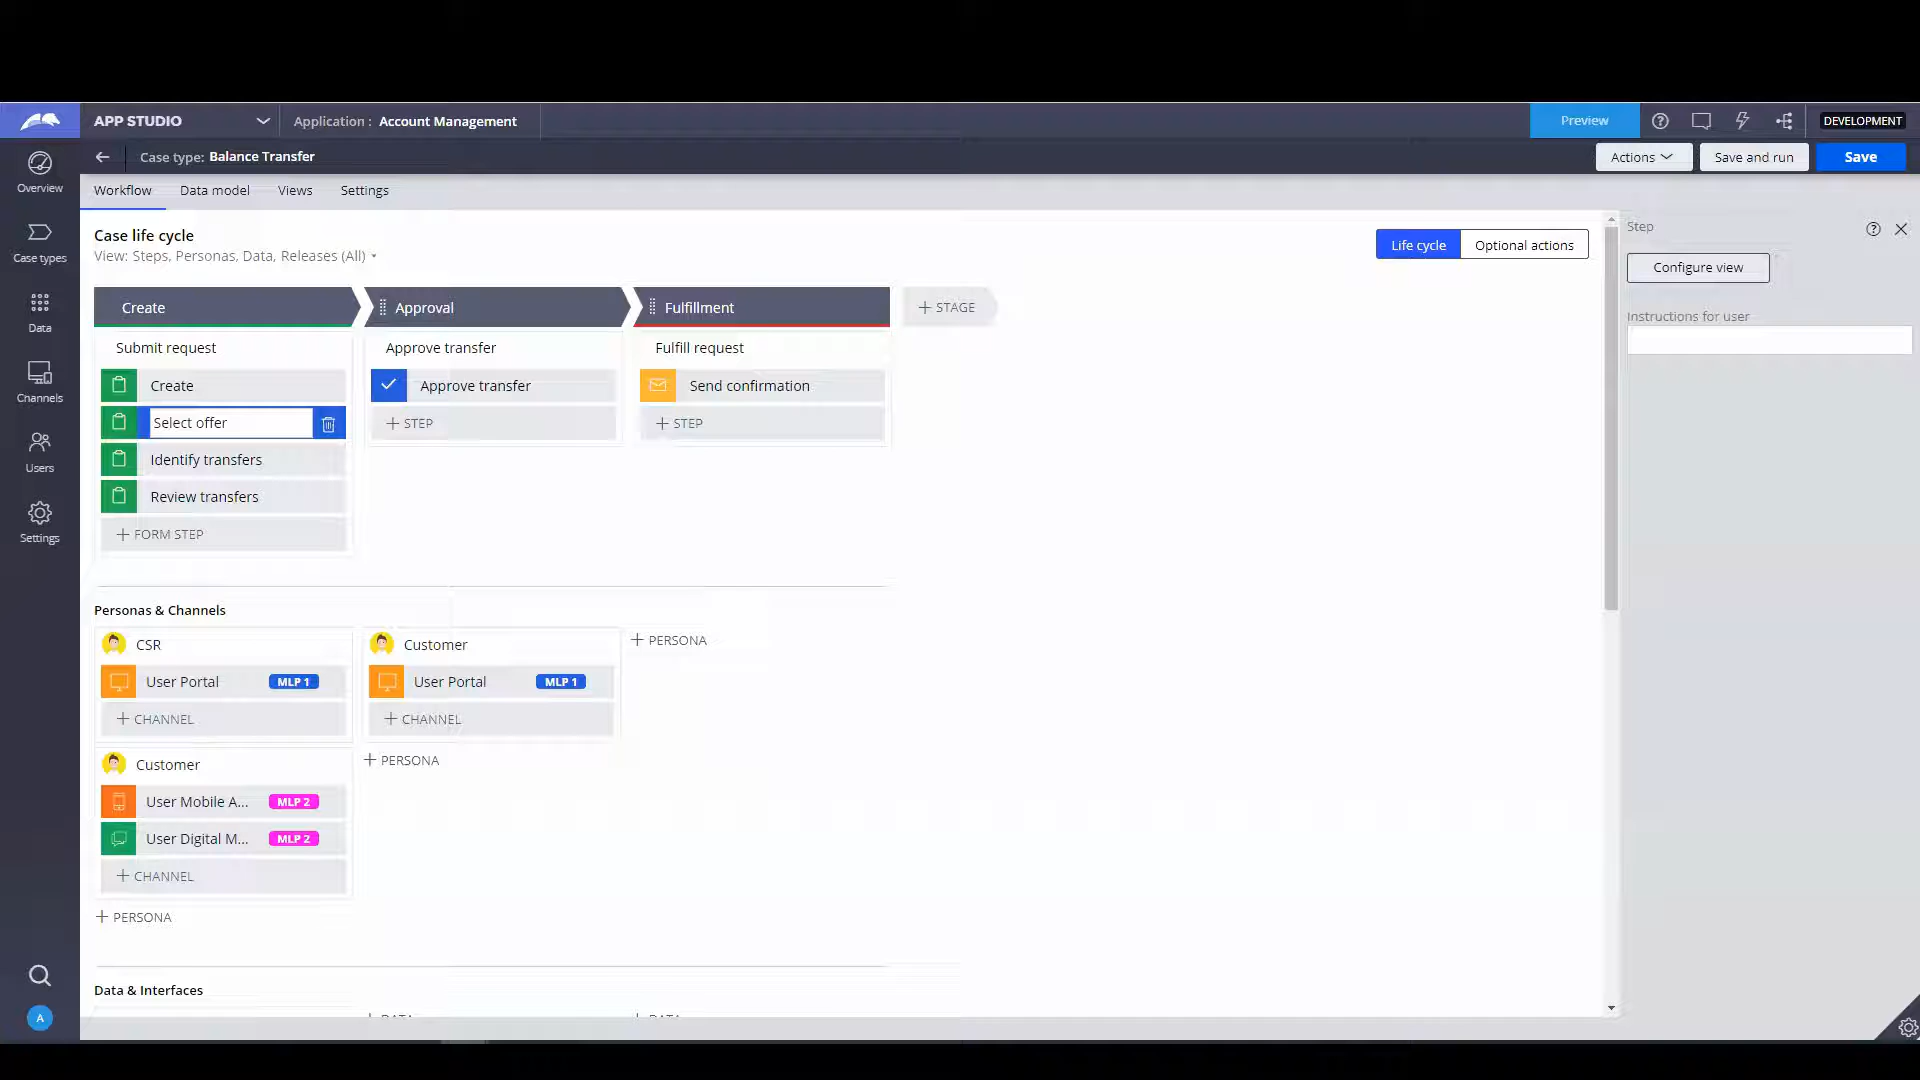 APP STUDIO
Application : Account Management
Preview
DEVELOPMENT
Case type: Balance Transfer
Actions
Save and run
Save
Overview
Case types
Data
Channels
Users
Settings
A
Workflow
Data model
Views
Settings
Case life cycle
View: Steps, Personas, Data, Releases (All)
Life cycle
Optional actions
Create
Approval
Fulfillment
+ STAGE
Submit request
Approve transfer
Fulfill request
Create
Approve transfer
Send confirmation
Select offer
+ STEP
+ STEP
Identify transfers
Review transfers
+ FORM STEP
Personas & Channels
CSR
Customer
+ PERSONA
User Portal MLP 1
User Portal MLP 1
+ CHANNEL
+ CHANNEL
Customer
+ PERSONA
User Mobile A... MLP 2
User Digital M... MLP 2
+ CHANNEL
+ PERSONA
Data & Interfaces
+ DATA
+ DATA
Step
Configure view
Instructions for user